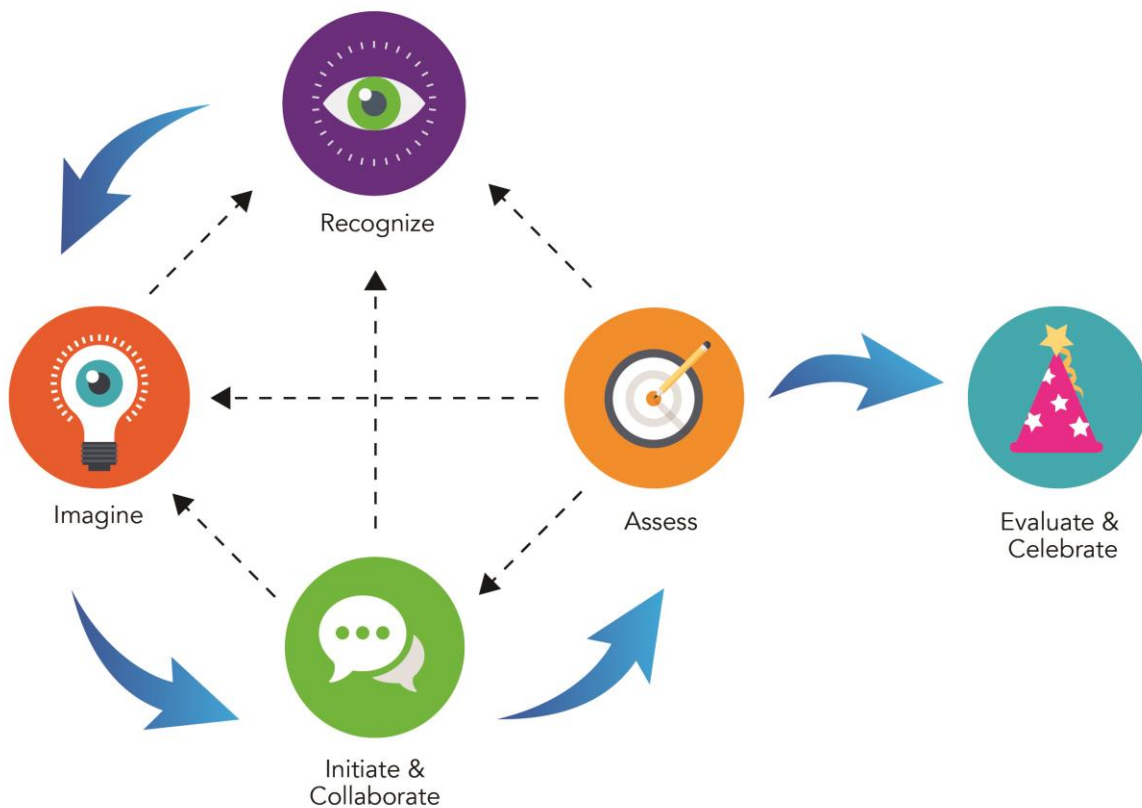 Recognize
Imagine
Assess
Evaluate &
Celebrate
Initiate &
Collaborate